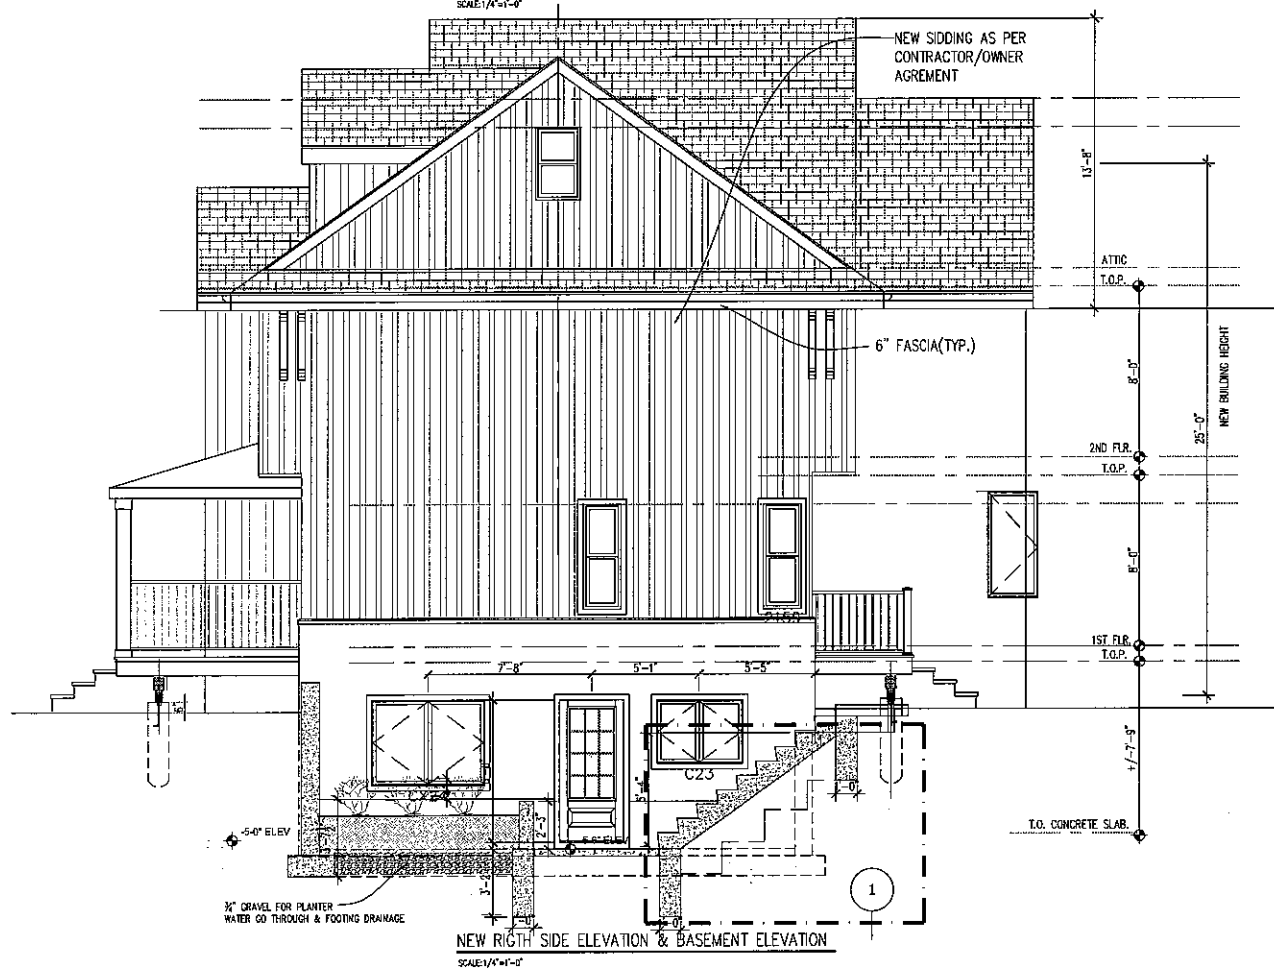 SCALE:1/4"=1'-0"
NEW SIDDING AS PER
CONTRACTOR/OWNER
AGREMENT
13'-8"
ATTIC
T.O.P.
6" FASCIA(TYP.)
8'-0"
NEW BUILDING HEIGHT
25'-0"
2ND FLR.
T.O.P.
8'-0"
1ST FLR.
T.O.P.
7'-8"
5'-1"
3'-5"
C23
+/-7'-9"
1'-0"
2'-3"
-5-0" ELEV
T.O. CONCRETE SLAB.
3'-2"
1
¾" GRAVEL FOR PLANTER
WATER GO THROUGH & FOOTING DRAINAGE
NEW RIGTH SIDE ELEVATION & BASEMENT ELEVATION
SCALE:1/4"=1'-0"